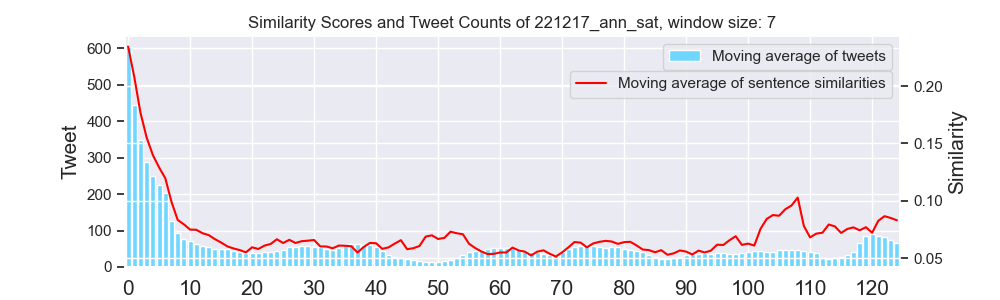 Similarity Scores and Tweet Counts of 221217_ann_sat, window size: 7
Moving average of tweets
Moving average of sentence similarities
Tweet
600
500
400
300
200
100
0
0.20
0.15
0.10
0.05
Similarity
0 10 20 30 40 50 60 70 80 90 100 110 120